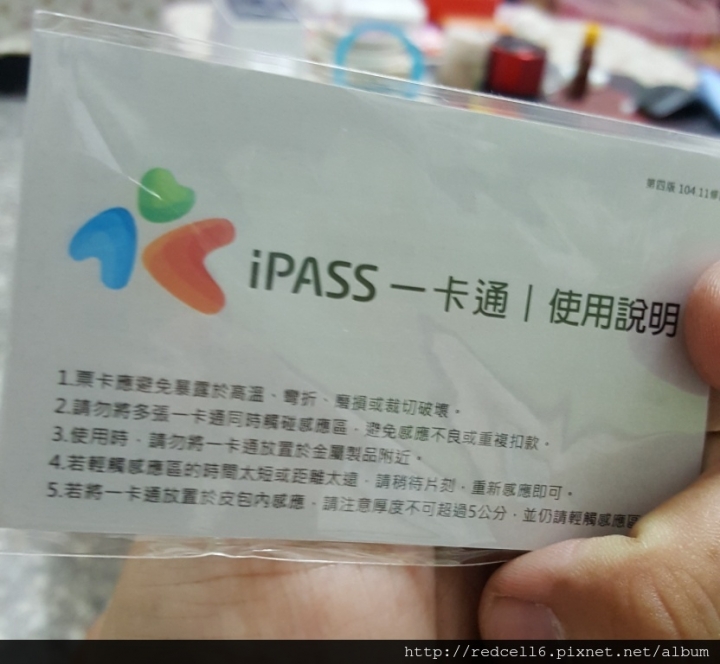 第四版 104.11
iPASS 一卡通 | 使用說明
1.票卡應避免暴露於高溫、彎折、磨損或裁切破壞。
2.請勿將多張一卡通同時觸碰感應區，避免感應不良或重複扣款。
3.使用時，請勿將一卡通放置於金屬製品附近。
4.若輕觸感應區的時間太短或距離太遠，請稍待片刻，重新感應即可。
5.若將一卡通放置於皮包內感應，請注意厚度不可超過5公分，並仍請輕觸感應區
http://redcell6.pixnet.net/album